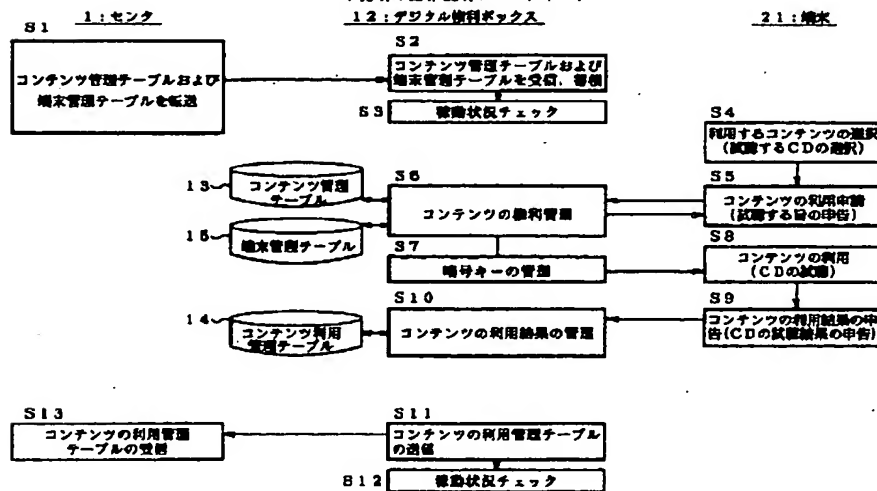 1:センタ
12:デジタル権利ボックス
21:端末
S1
コンテンツ管理テーブルおよび
端末管理テーブルを転送
S2
コンテンツ管理テーブルおよび
端末管理テーブルを受信、蓄積
S3
稼動状況チェック
S4
利用するコンテンツの選択
(試聴するCDの選択)
S5
コンテンツの利用申請
(試聴する旨の申告)
S6
コンテンツの権利管理
13
コンテンツ管理
テーブル
15
端末管理テーブル
S7
暗号キーの管理
S8
コンテンツの利用
(CDの試聴)
S9
コンテンツの利用結果の申
告(CDの試聴結果の申告)
S10
コンテンツの利用結果の管理
14
コンテンツ利用
管理テーブル
S11
コンテンツの利用管理テーブル
の送信
S12
稼動状況チェック
S13
コンテンツの利用管理
テーブルの受信